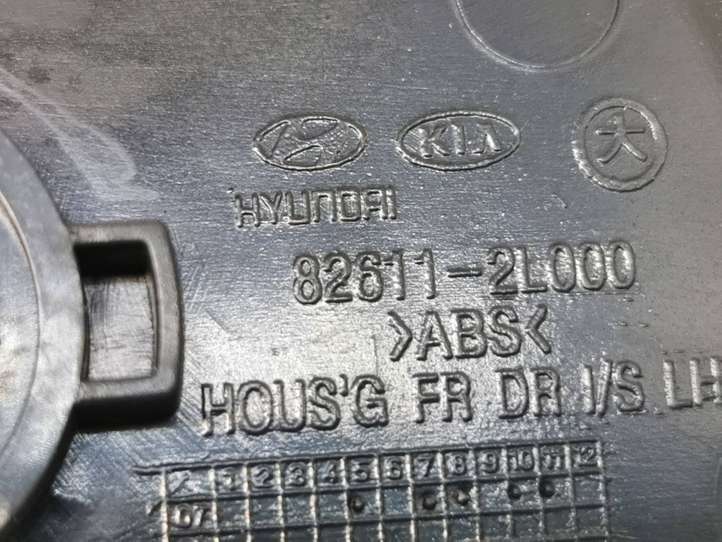 KIA 大
HYUNDAI
82611-2L000
>ABS<
HOUS'G FR DR I/S LH
1 2 3 4 5 6 7 8 9 10 11 12
07